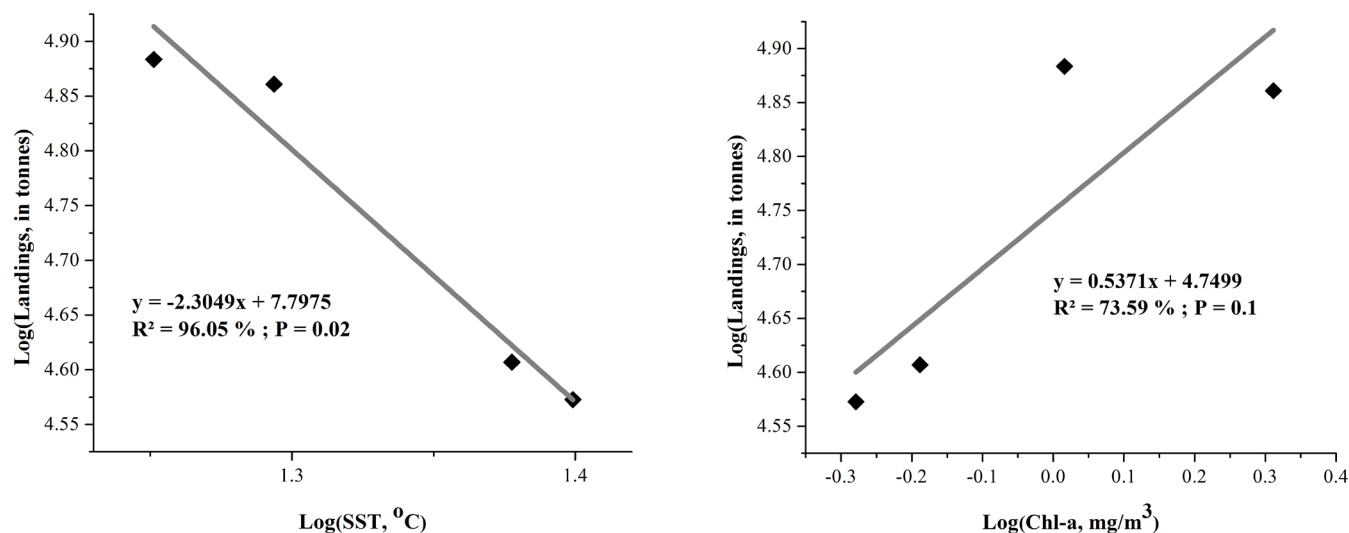 4.90
4.85
4.80
4.75
4.70
4.65
4.60
4.55
Log(Landings, in tonnes)
y = -2.3049x + 7.7975
R² = 96.05 % ; P = 0.02
1.3 1.4
Log(SST, ⁰C)
4.90
4.85
4.80
4.75
4.70
4.65
4.60
4.55
Log(Landings, in tonnes)
y = 0.5371x + 4.7499
R² = 73.59 % ; P = 0.1
-0.3 -0.2 -0.1 0.0 0.1 0.2 0.3 0.4
Log(Chl-a, mg/m³)